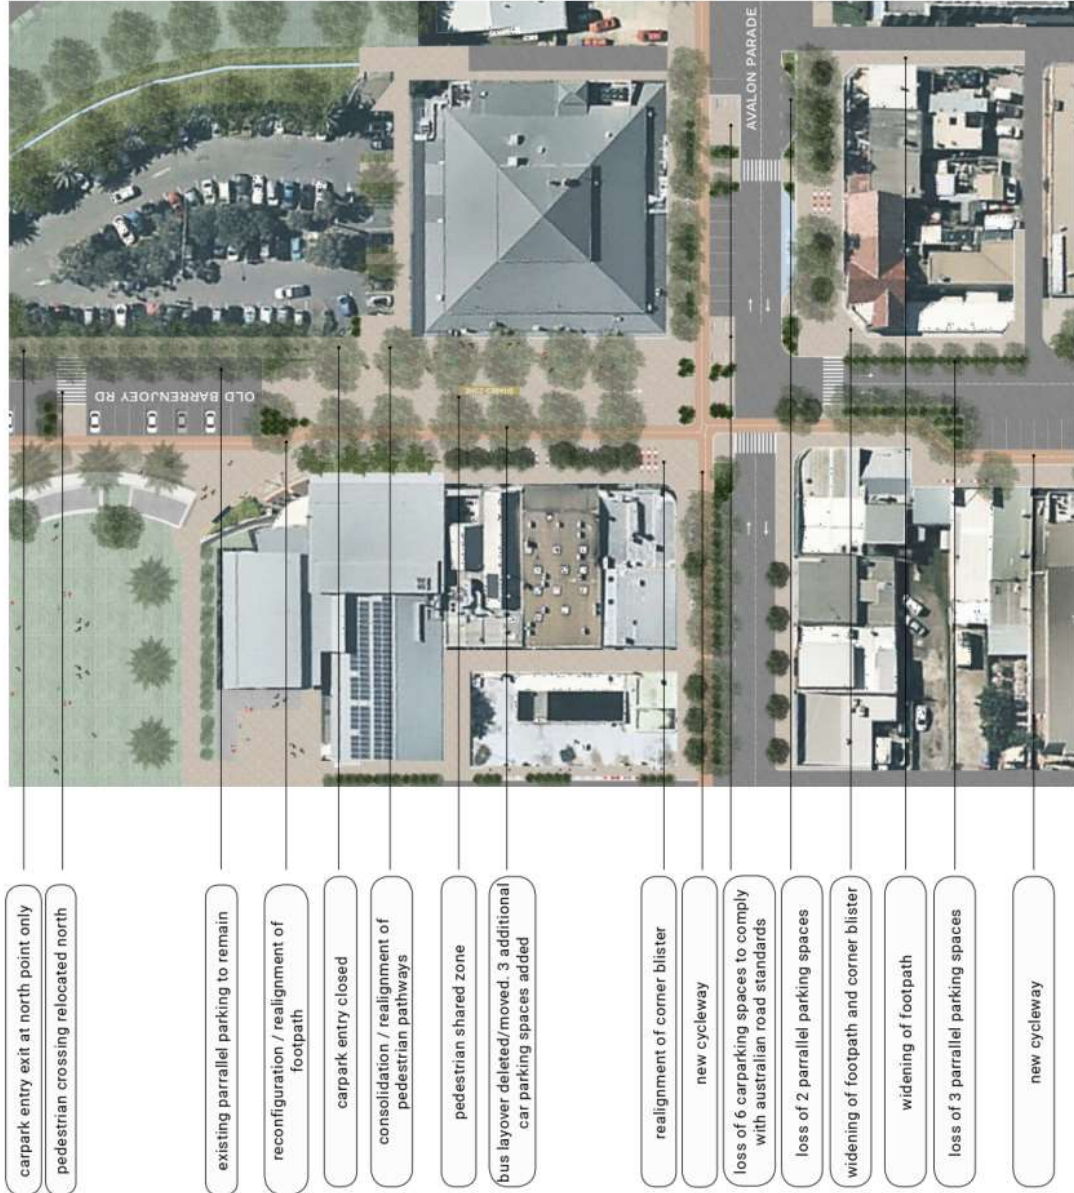 AVALON PARADE
OLD BARRENJOEY RD
SHARED ZONE
carpark entry exit at north point only
pedestrian crossing relocated north
existing parrallel parking to remain
reconfiguration / realignment of
footpath
carpark entry closed
consolidation / realignment of
pedestrian pathways
pedestrian shared zone
bus layover deleted/moved. 3 additional
car parking spaces added
realignment of corner blister
new cycleway
loss of 6 carparking spaces to comply
with australian road standards
loss of 2 parrallel parking spaces
widening of footpath and corner blister
widening of footpath
loss of 3 parrallel parking spaces
new cycleway